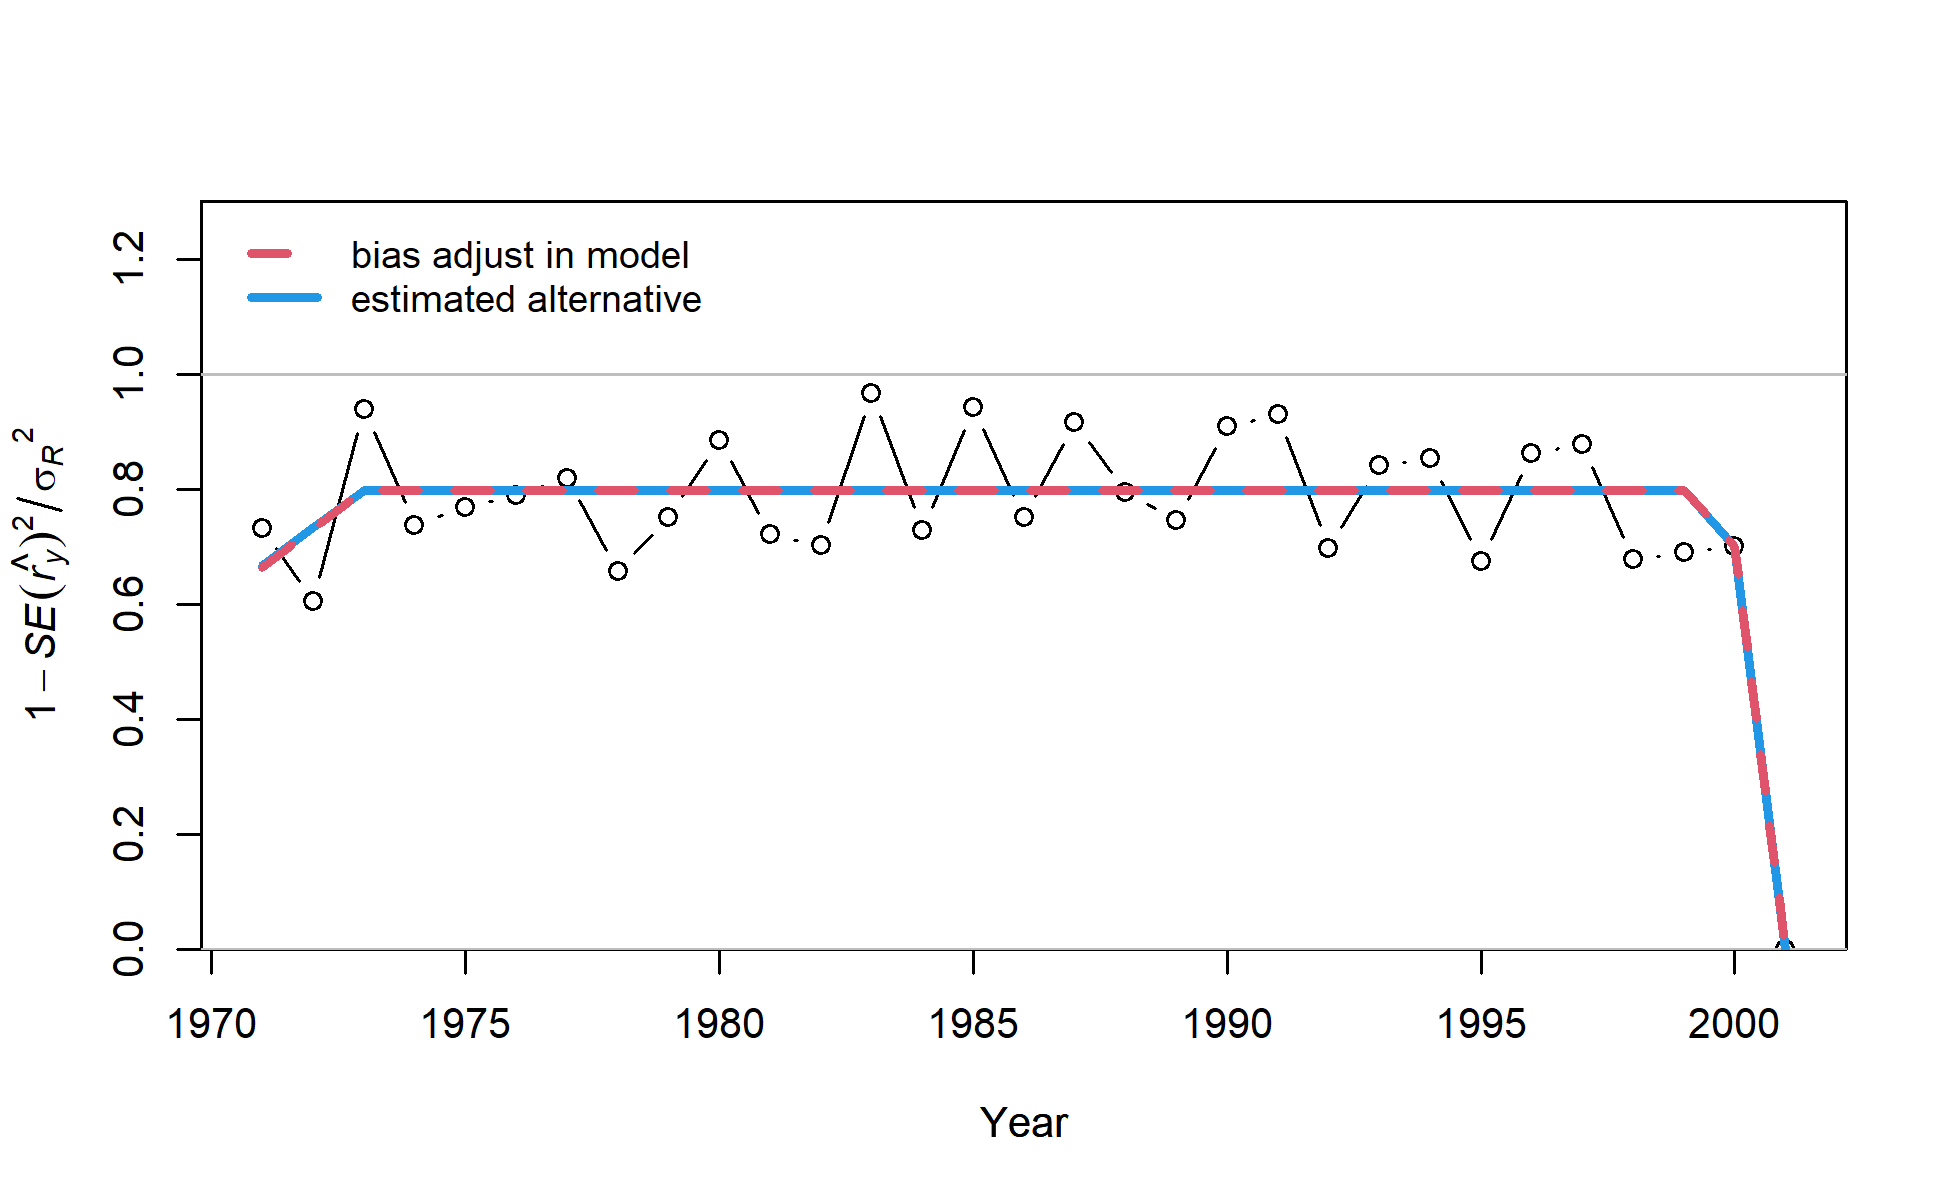 bias adjust in model
estimated alternative
1.2
1.0
0.8
0.6
0.4
0.2
0.0
1 − SE(r̂y)² / σR²
1970 1975 1980 1985 1990 1995 2000
Year